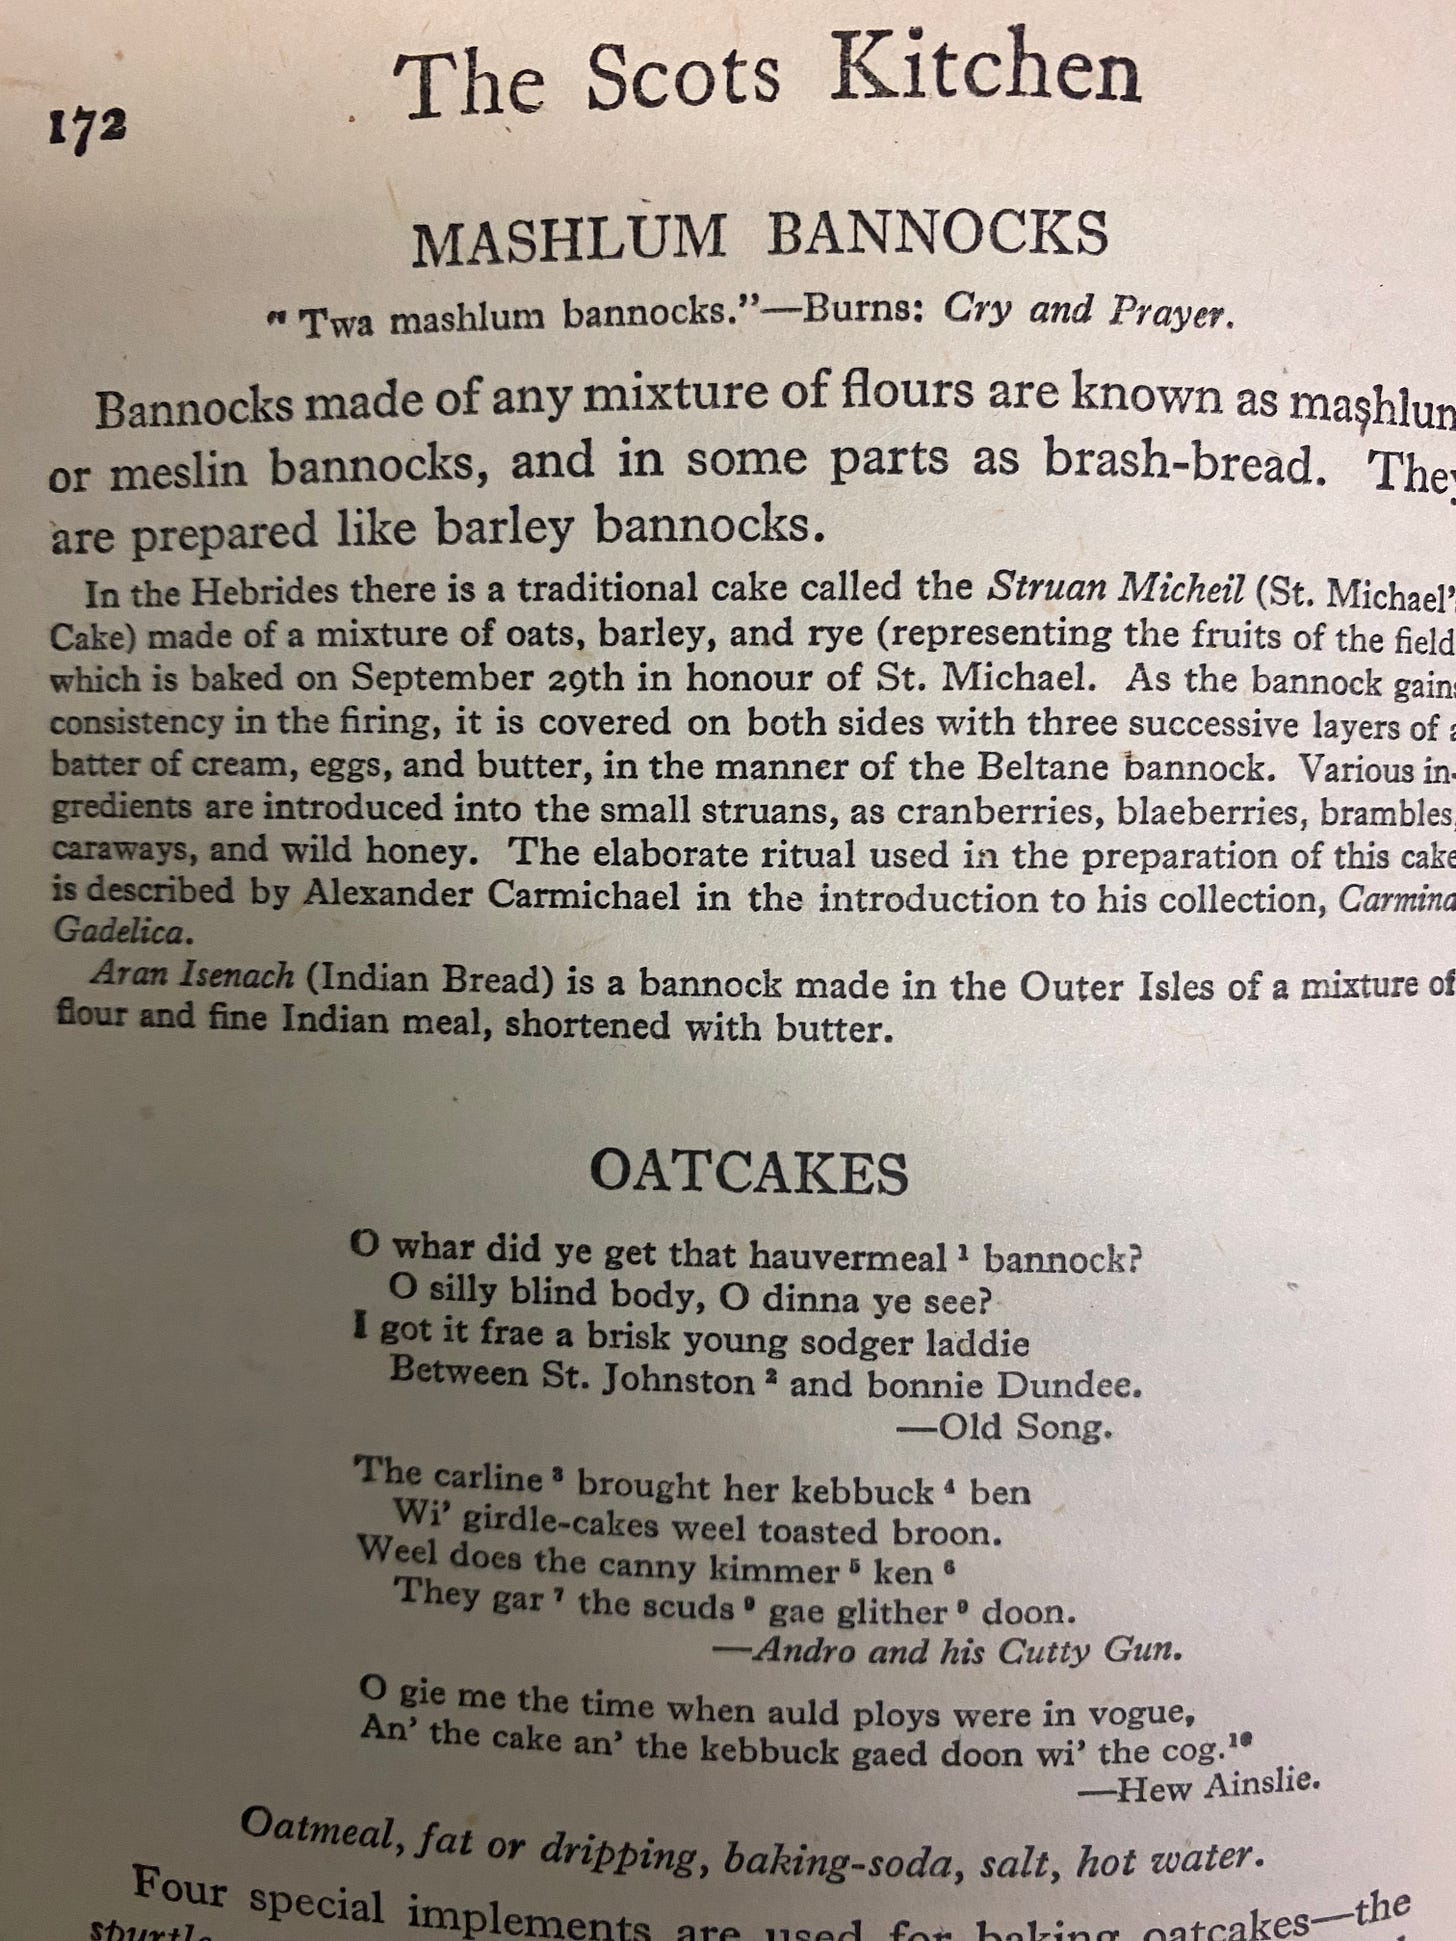 The Scots Kitchen
172
MASHLUM BANNOCKS
"Twa mashlum bannocks."—Burns: Cry and Prayer.
Bannocks made of any mixture of flours are known as mashlum
or meslin bannocks, and in some parts as brash-bread. They
are prepared like barley bannocks.
In the Hebrides there is a traditional cake called the Struan Micheil (St. Michael's
Cake) made of a mixture of oats, barley, and rye (representing the fruits of the field
which is baked on September 29th in honour of St. Michael. As the bannock gains
consistency in the firing, it is covered on both sides with three successive layers of a
batter of cream, eggs, and butter, in the manner of the Beltane bannock. Various in-
gredients are introduced into the small struans, as cranberries, blaeberries, brambles,
caraways, and wild honey. The elaborate ritual used in the preparation of this cake
is described by Alexander Carmichael in the introduction to his collection, Carmina
Gadelica.
Aran Isenach (Indian Bread) is a bannock made in the Outer Isles of a mixture of
flour and fine Indian meal, shortened with butter.
OATCAKES
O whar did ye get that hauvermeal ¹ bannock?
O silly blind body, O dinna ye see?
I got it frae a brisk young sodger laddie
Between St. Johnston ² and bonnie Dundee.
—Old Song.
The carline ³ brought her kebbuck ⁴ ben
Wi' girdle-cakes weel toasted broon.
Weel does the canny kimmer ⁵ ken ⁶
They gar ⁷ the scuds ⁸ gae glither ⁹ doon.
—Andro and his Cutty Gun.
O gie me the time when auld ploys were in vogue,
An' the cake an' the kebbuck gaed doon wi' the cog.¹⁰
—Hew Ainslie.
Oatmeal, fat or dripping, baking-soda, salt, hot water.
Four special implements are used for baking oatcakes—the
spurtle